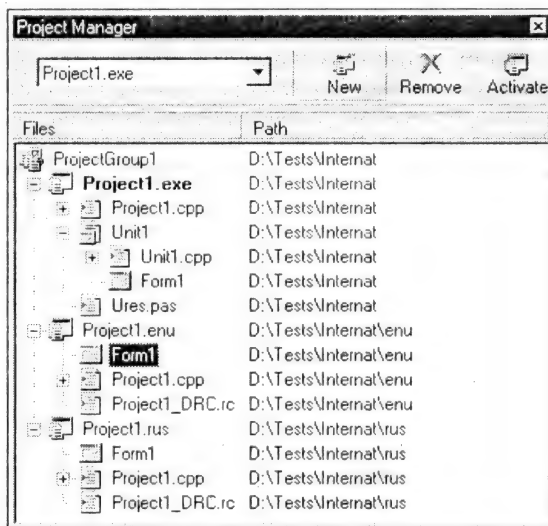 Project Manager
Project1.exe
New Remove Activate
Files Path
ProjectGroup1 D:\Tests\Internat
Project1.exe D:\Tests\Internat
Project1.cpp D:\Tests\Internat
Unit1 D:\Tests\Internat
Unit1.cpp D:\Tests\Internat
Form1 D:\Tests\Internat
Ures.pas D:\Tests\Internat
Project1.enu D:\Tests\Internat\enu
Form1 D:\Tests\Internat\enu
Project1.cpp D:\Tests\Internat\enu
Project1_DRC.rc D:\Tests\Internat\enu
Project1.rus D:\Tests\Internat\rus
Form1 D:\Tests\Internat\rus
Project1.cpp D:\Tests\Internat\rus
Project1_DRC.rc D:\Tests\Internat\rus